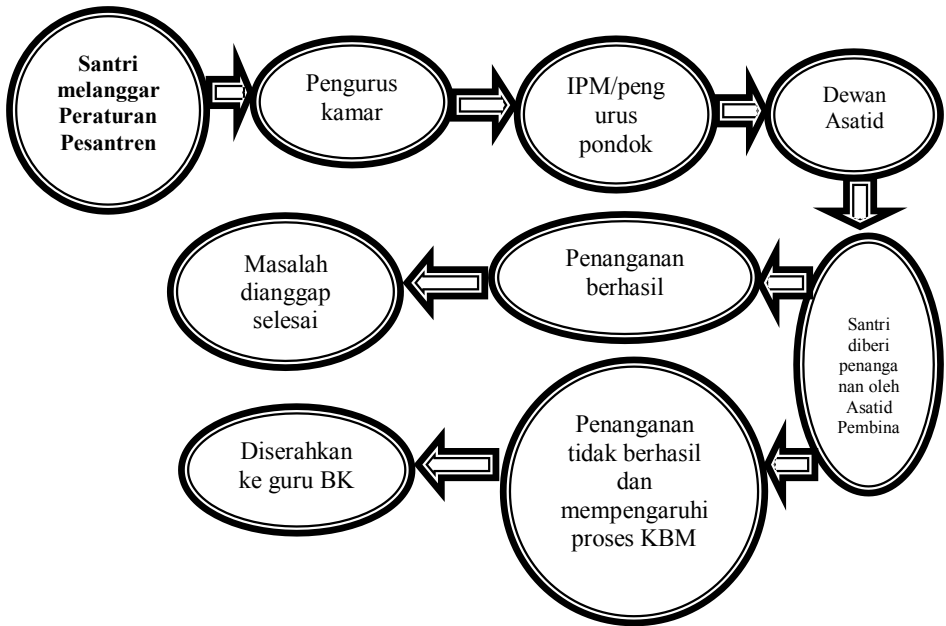 Santri
melanggar
Peraturan
Pesantren
Pengurus
kamar
IPM/peng
urus
pondok
Dewan
Asatid
Santri
diberi
penanga
nan oleh
Asatid
Pembina
Penanganan
berhasil
Masalah
dianggap
selesai
Penanganan
tidak berhasil
dan
mempengaruhi
proses KBM
Diserahkan
ke guru BK